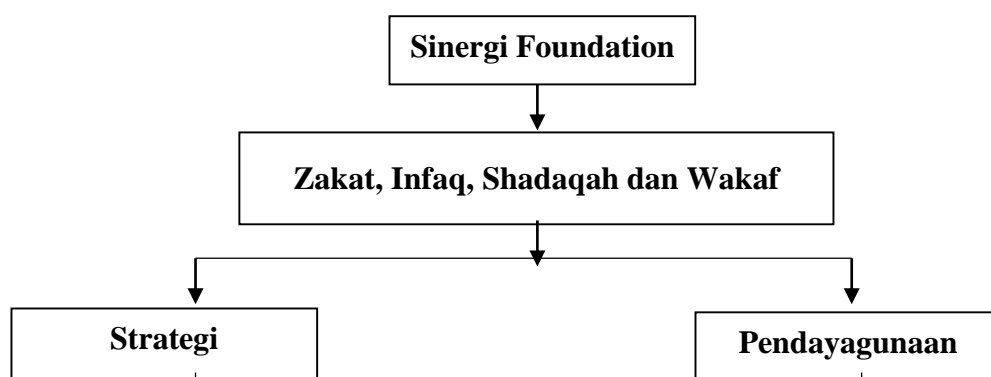 Sinergi Foundation
Zakat, Infaq, Shadaqah dan Wakaf
Strategi
Pendayagunaan